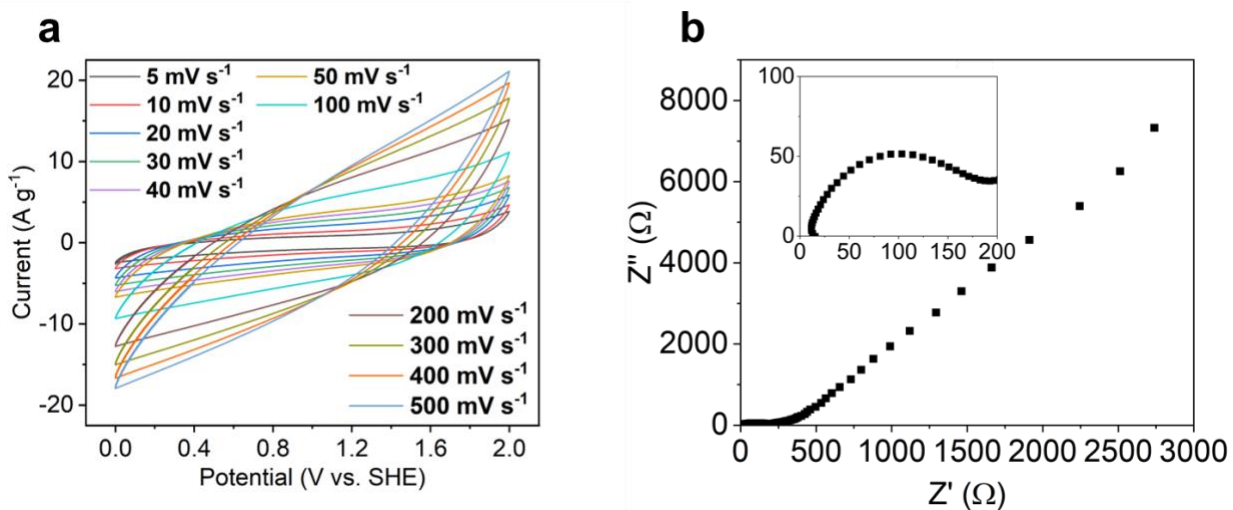 a
5 mV s⁻¹
10 mV s⁻¹
20 mV s⁻¹
30 mV s⁻¹
40 mV s⁻¹
50 mV s⁻¹
100 mV s⁻¹
200 mV s⁻¹
300 mV s⁻¹
400 mV s⁻¹
500 mV s⁻¹
20
10
0
-10
-20
Current (A g⁻¹)
0.0 0.4 0.8 1.2 1.6 2.0
Potential (V vs. SHE)
b
100
50
0
0 50 100 150 200
8000
6000
4000
2000
0
Z'' (Ω)
0 500 1000 1500 2000 2500 3000
Z' (Ω)